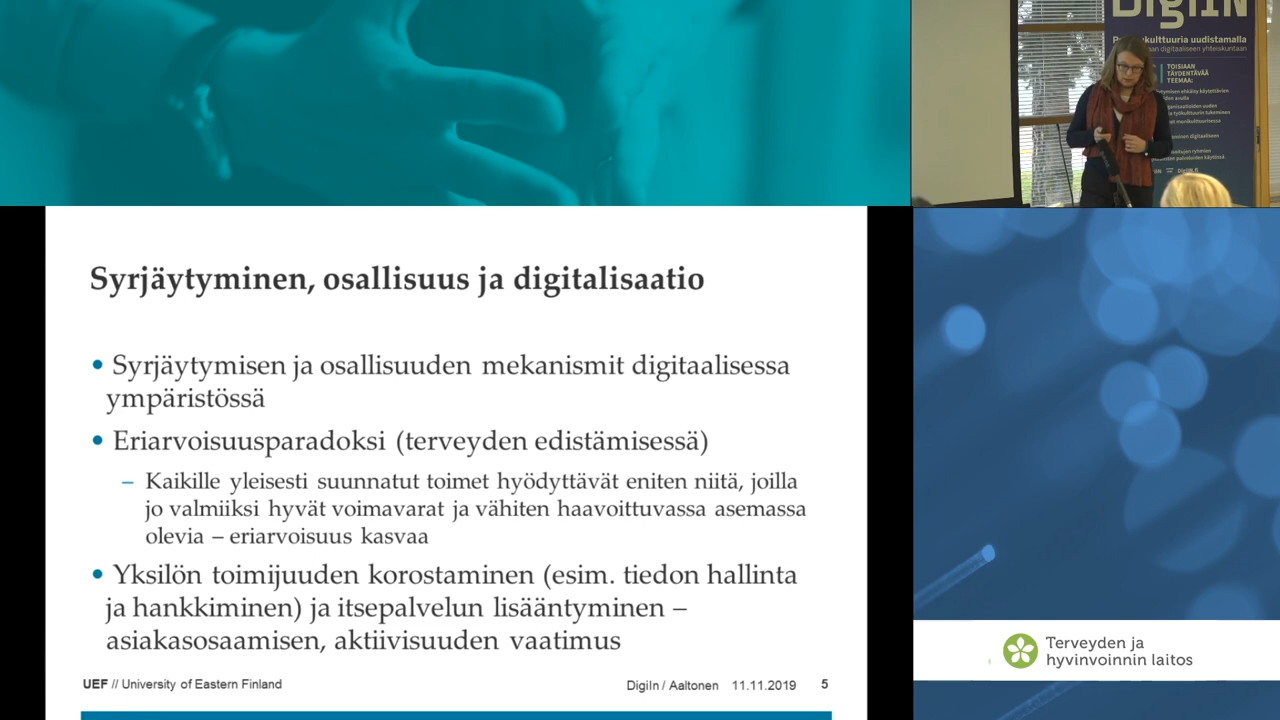 DigiIN
kulttuuria uudistamalla
digitaaliseen yhteiskuntaan
TOISIAAN
TÄYDENTÄVÄÄ
TEEMAA:
Syrjäytyminen, osallisuus ja digitalisaatio
• Syrjäytymisen ja osallisuuden mekanismit digitaalisessa
ympäristössä
• Eriarvoisuusparadoksi (terveyden edistämisessä)
– Kaikille yleisesti suunnatut toimet hyödyttävät eniten niitä, joilla
jo valmiiksi hyvät voimavarat ja vähiten haavoittuvassa asemassa
olevia – eriarvoisuus kasvaa
• Yksilön toimijuuden korostaminen (esim. tiedon hallinta
ja hankkiminen) ja itsepalvelun lisääntyminen –
asiakasosaamisen, aktiivisuuden vaatimus
UEF // University of Eastern Finland
DigiIn / Aaltonen 11.11.2019 5
Terveyden ja
hyvinvoinnin laitos